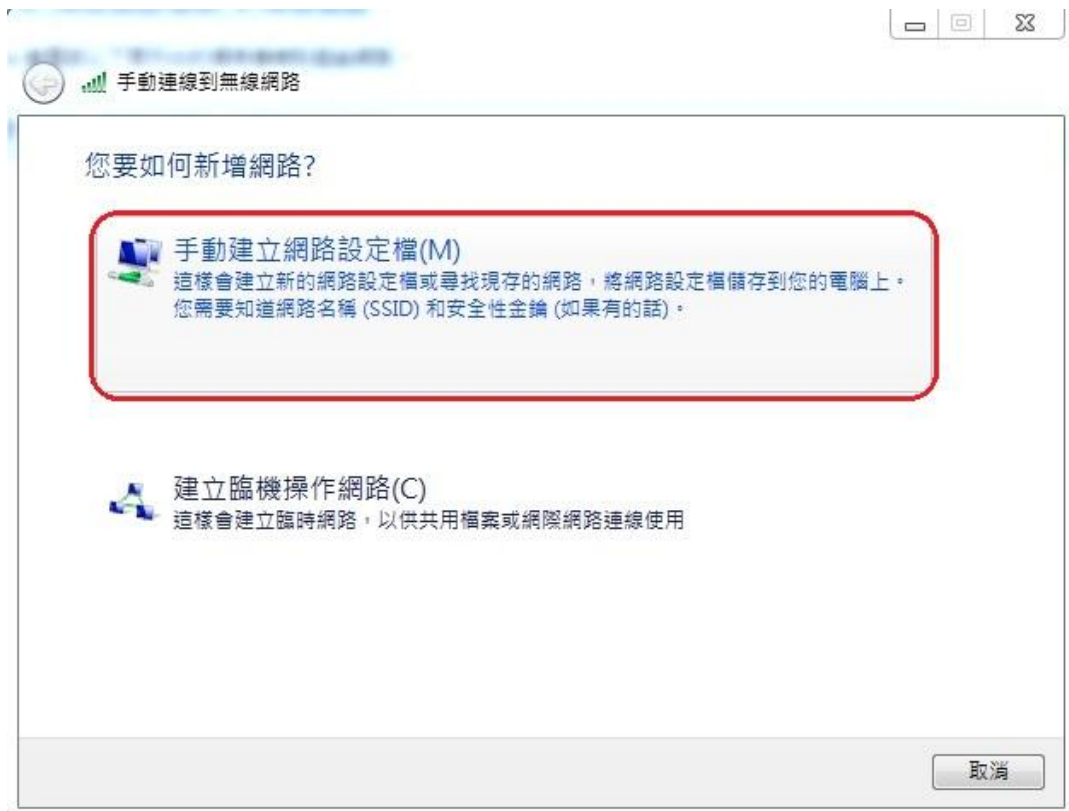 手動連線到無線網路
您要如何新增網路?
手動建立網路設定檔(M)
這樣會建立新的網路設定檔或尋找現存的網路，將網路設定檔儲存到您的電腦上。
您需要知道網路名稱 (SSID) 和安全性金鑰 (如果有的話)。
建立臨機操作網路(C)
這樣會建立臨時網路，以供共用檔案或網際網路連線使用
取消